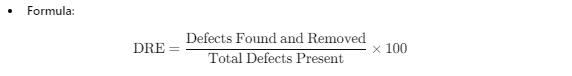 • Formula:
DRE = Defects Found and Removed / Total Defects Present × 100